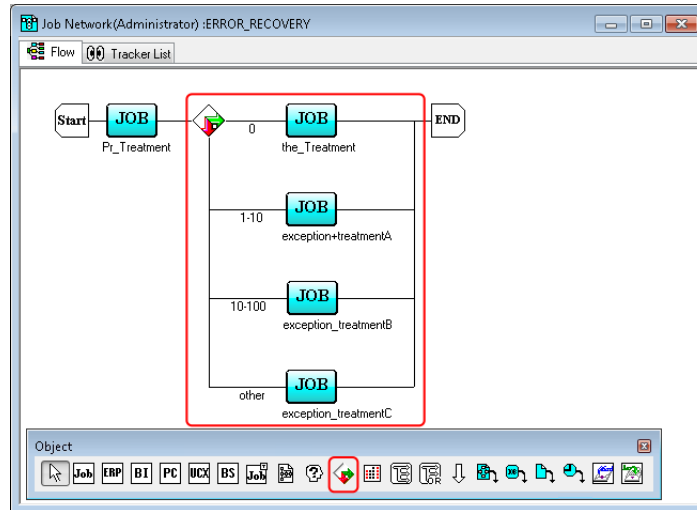 Job Network(Administrator) :ERROR_RECOVERY
Flow Tracker List
Start JOB 0 JOB END
Pr_Treatment the_Treatment
1-10 JOB
exception+treatmentA
10-100 JOB
exception_treatmentB
other JOB
exception_treatmentC
Object
Job ERP BI PC UCX BS Job OR